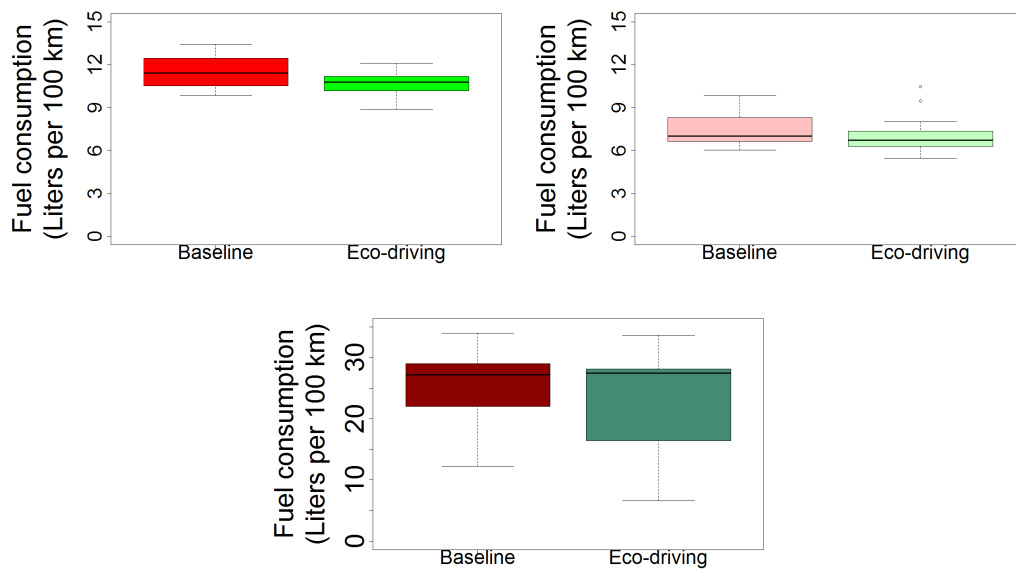 Fuel consumption
(Liters per 100 km)
15
12
9
6
3
0
Baseline Eco-driving
Fuel consumption
(Liters per 100 km)
15
12
9
6
3
0
Baseline Eco-driving
Fuel consumption
(Liters per 100 km)
30
20
10
0
Baseline Eco-driving